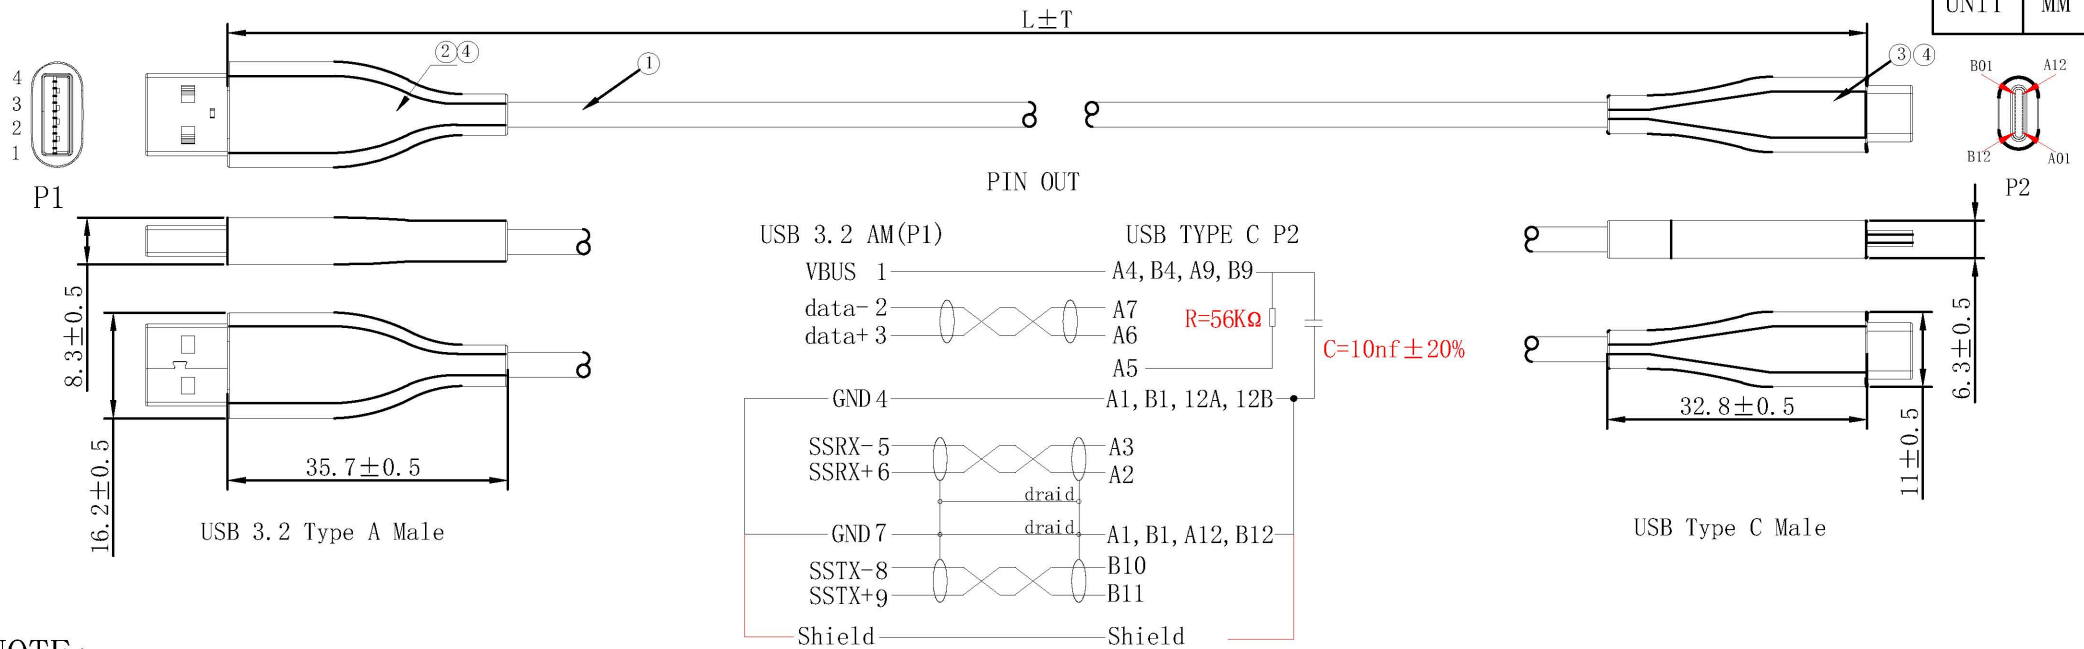 L±T
UNIT MM
②④
①
③④
4
3
2
1
P1
B01
A12
B12
A01
P2
PIN OUT
USB 3.2 AM(P1) USB TYPE C P2
VBUS 1 A4, B4, A9, B9
data- 2 A7
data+ 3 A6
R=56KΩ
C=10nf±20%
A5
GND 4 A1, B1, 12A, 12B
SSRX- 5 A3
SSRX+ 6 A2
draid
GND 7 draid A1, B1, A12, B12
SSTX-8 B10
SSTX+9 B11
Shield Shield
8.3±0.5
16.2±0.5
35.7±0.5
USB 3.2 Type A Male
6.3±0.5
32.8±0.5
11±0.5
USB Type C Male
NOTE: